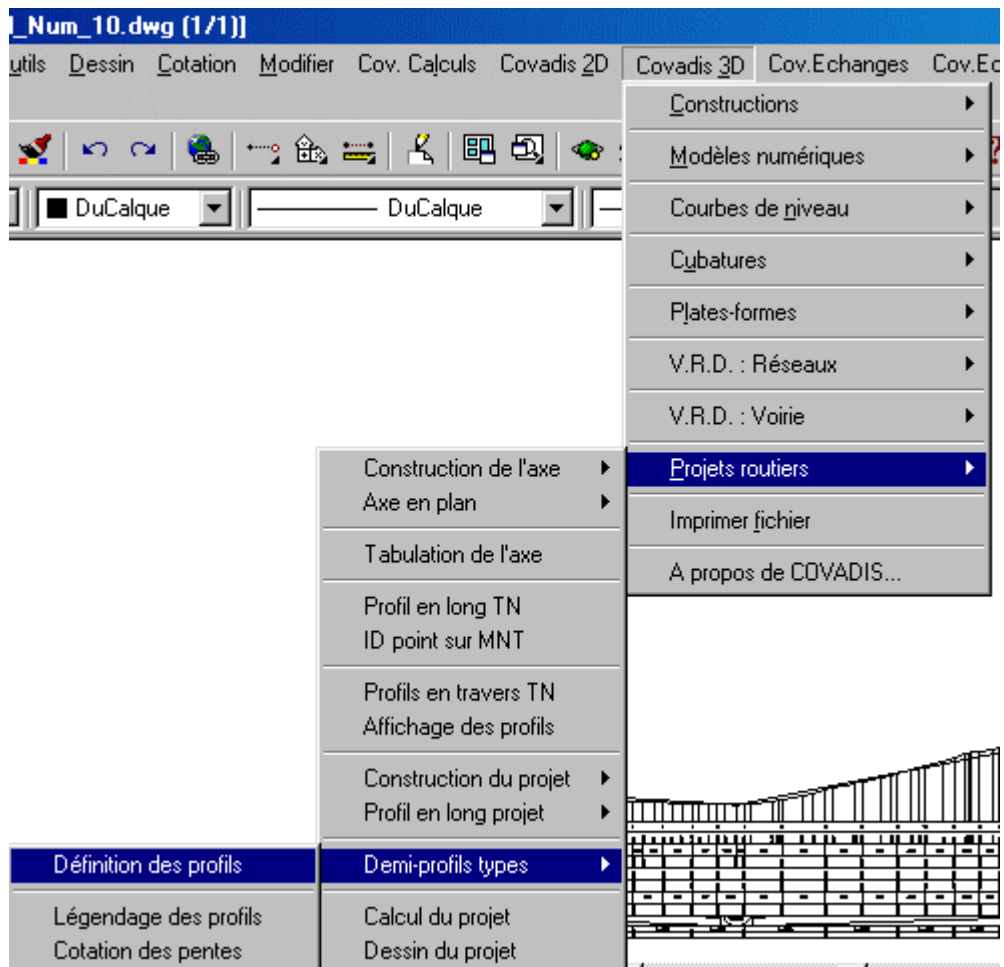 l_Num_10.dwg (1/1)]
utils Dessin Cotation Modifier Cov. Calculs Covadis 2D Covadis 3D Cov.Echanges Cov.Ec
DuCalque DuCalque
Constructions
Modèles numériques
Courbes de niveau
Cubatures
Plates-formes
V.R.D. : Réseaux
V.R.D. : Voirie
Projets routiers
Imprimer fichier
A propos de COVADIS...
Construction de l'axe
Axe en plan
Tabulation de l'axe
Profil en long TN
ID point sur MNT
Profils en travers TN
Affichage des profils
Construction du projet
Profil en long projet
Demi-profils types
Calcul du projet
Dessin du projet
Définition des profils
Légendage des profils
Cotation des pentes